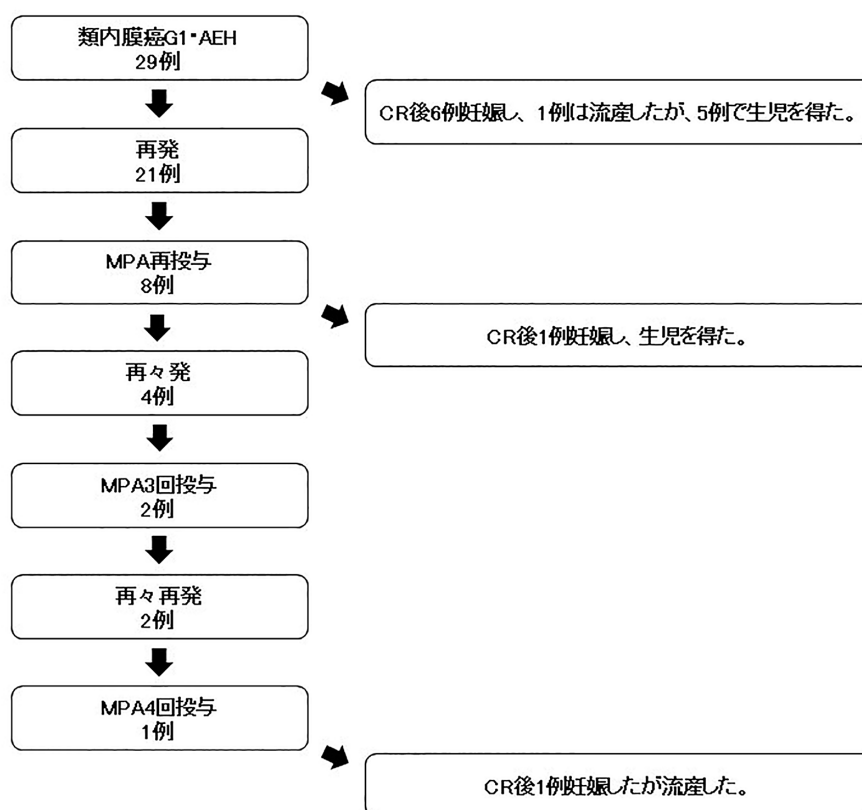 類内膜癌G1・AEH
29例
CR後6例妊娠し、1例は流産したが、5例で生児を得た。
再発
21例
MPA再投与
8例
CR後1例妊娠し、生児を得た。
再々発
4例
MPA3回投与
2例
再々再発
2例
MPA4回投与
1例
CR後1例妊娠したが流産した。